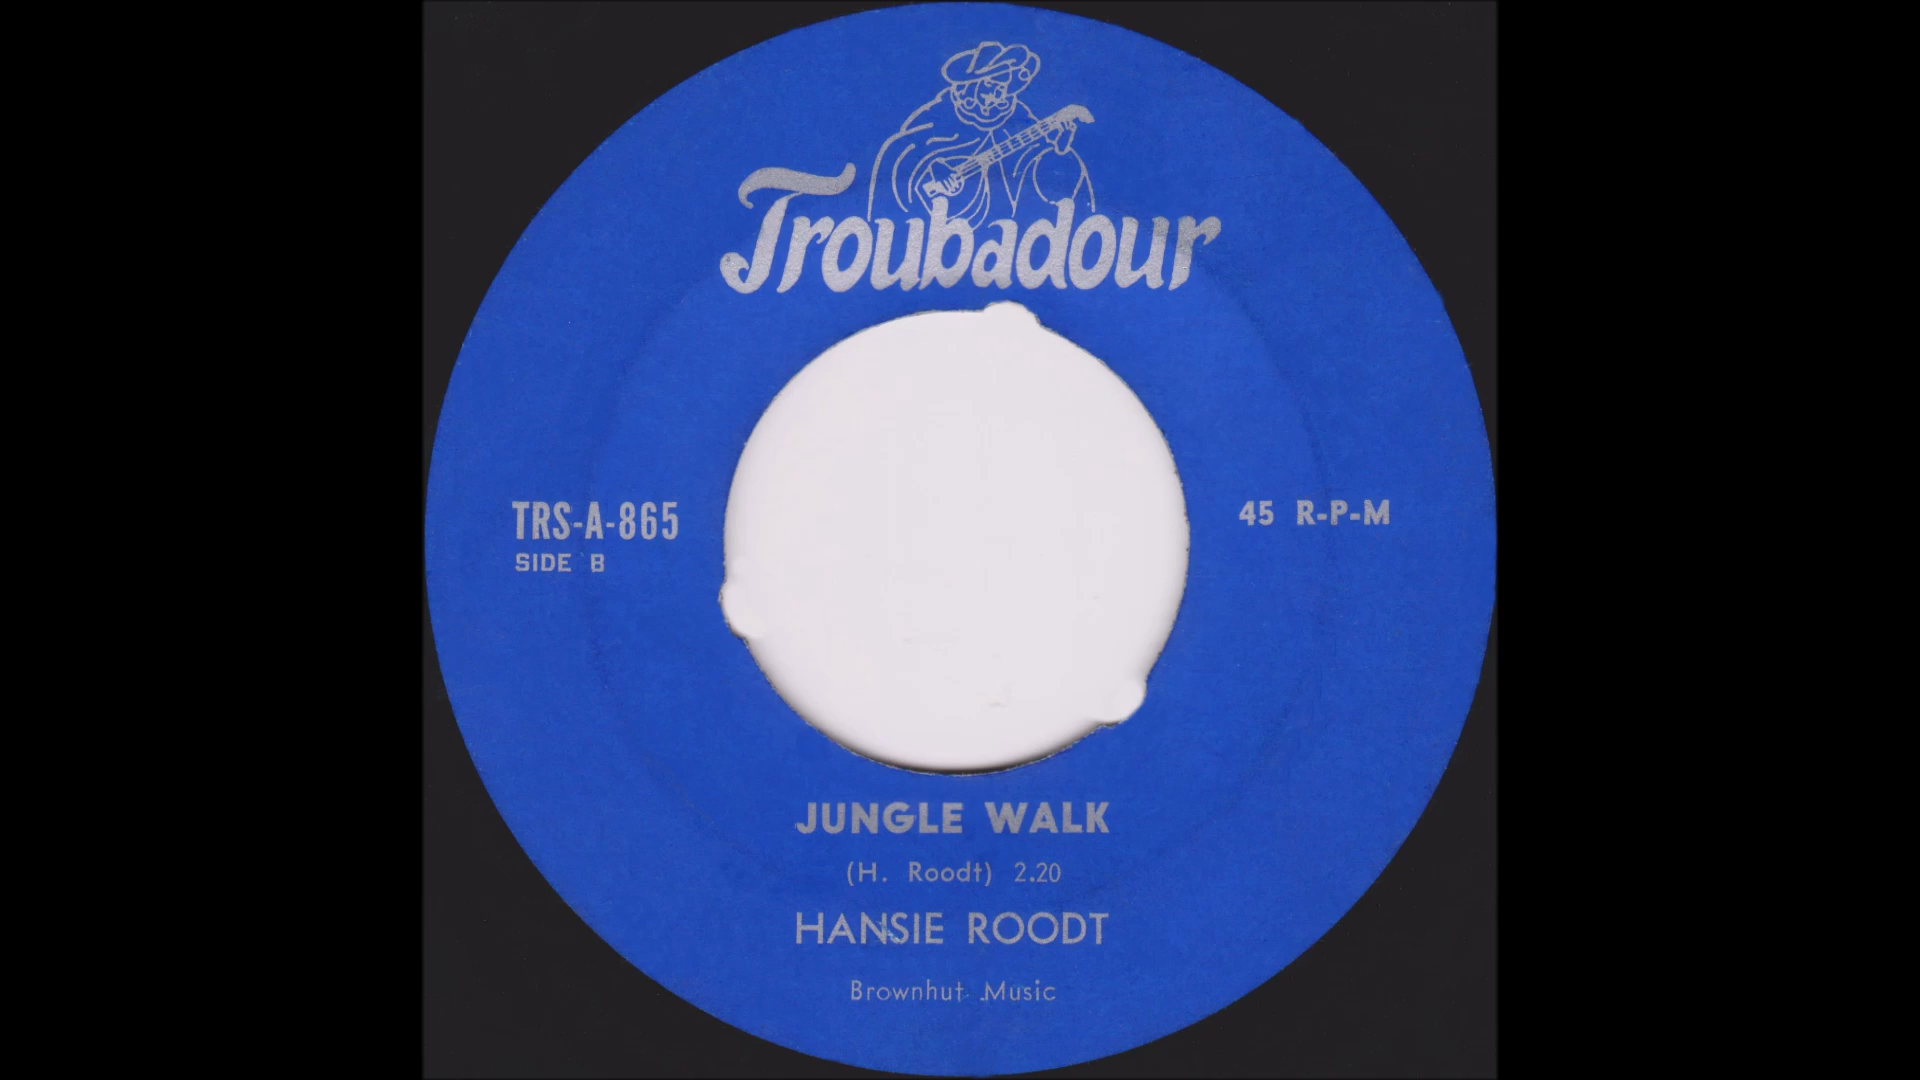 Troubadour
TRS-A-865
SIDE B
45 R-P-M
JUNGLE WALK
(H. Roodt) 2.20
HANSIE ROODT
Brownhut Music